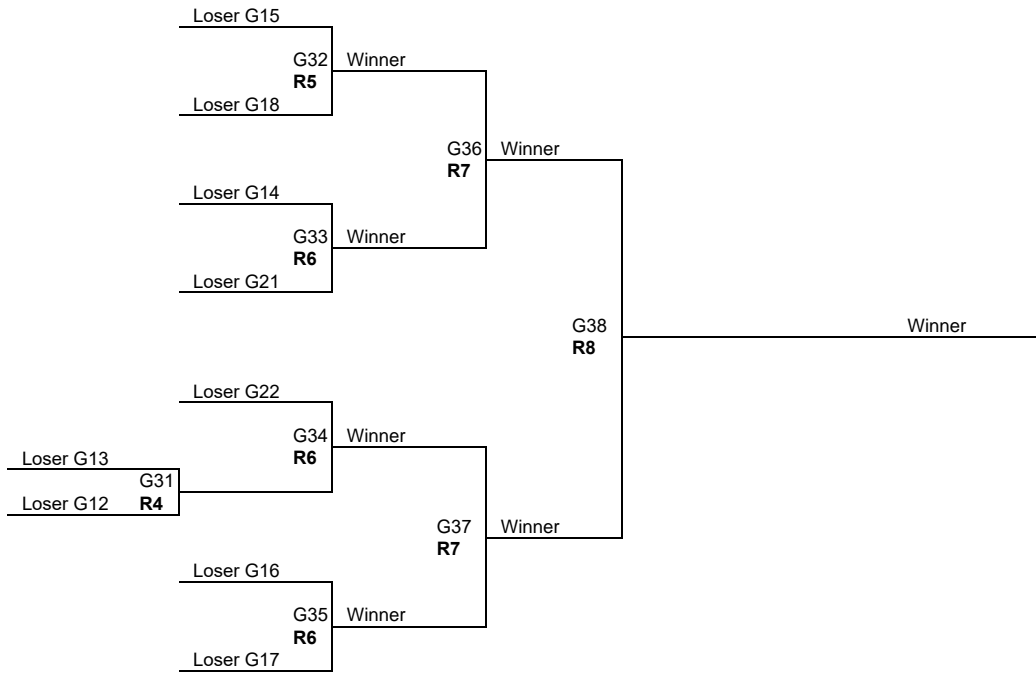 Loser G15
G32 Winner
R5
Loser G18
G36 Winner
R7
Loser G14
G33 Winner
R6
Loser G21
G38 Winner
R8
Loser G22
G34 Winner
R6
Loser G13
G31
Loser G12 R4
G37 Winner
R7
Loser G16
G35 Winner
R6
Loser G17